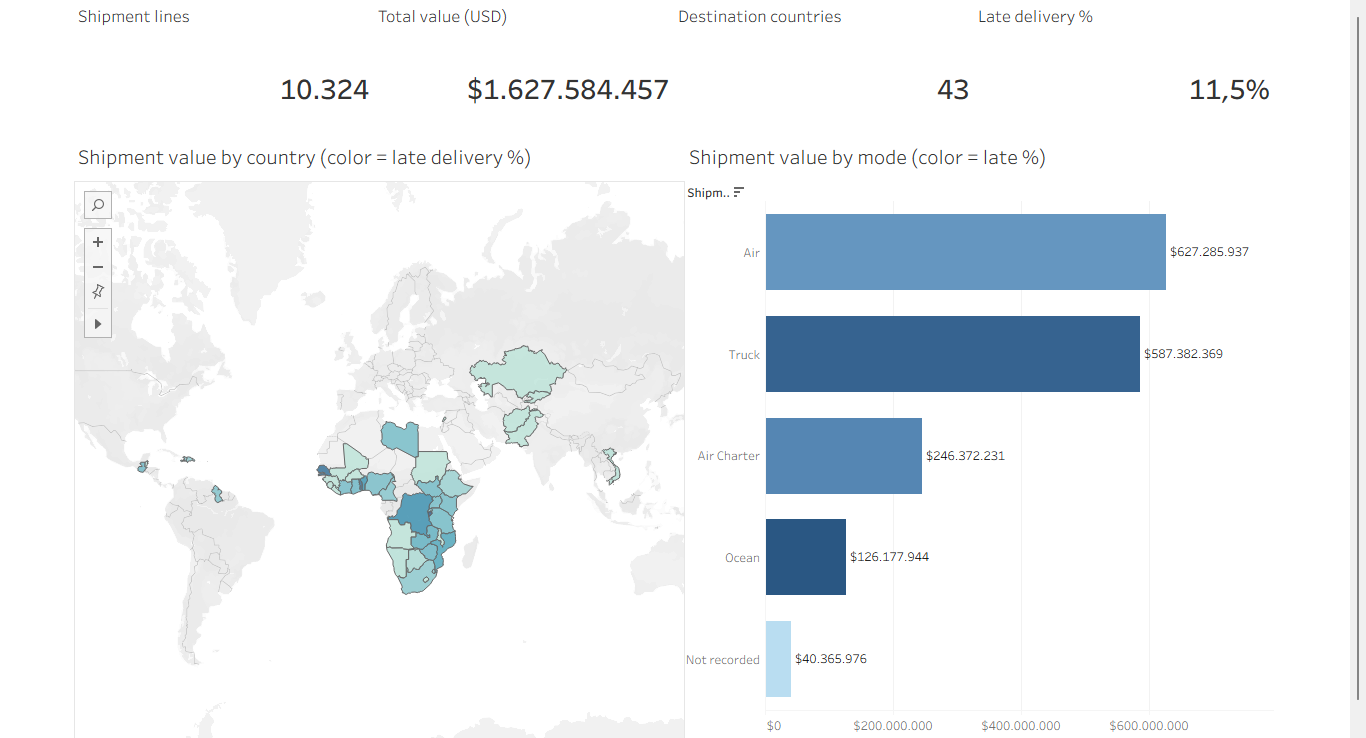 Shipment lines
Total value (USD)
Destination countries
Late delivery %
10.324
$1.627.584.457
43
11,5%
Shipment value by country (color = late delivery %)
Shipment value by mode (color = late %)
Shipm..
Air
$627.285.937
Truck
$587.382.369
Air Charter
$246.372.231
Ocean
$126.177.944
Not recorded
$40.365.976
$0
$200.000.000
$400.000.000
$600.000.000